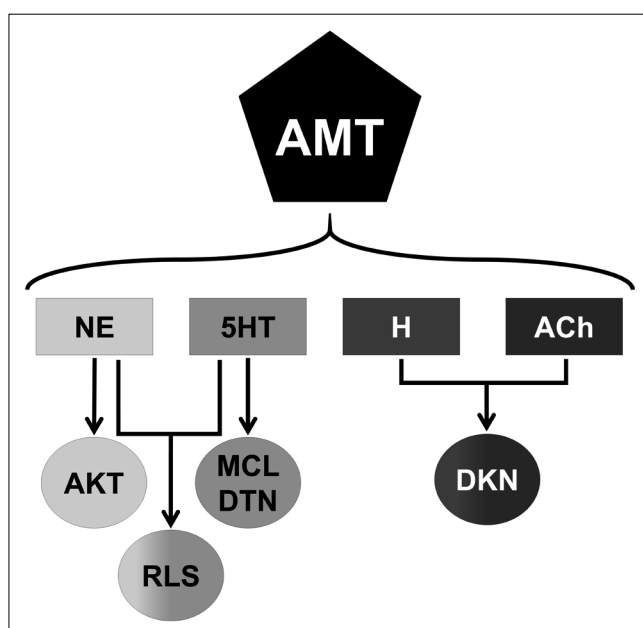 AMT
NE
5HT
H
ACh
AKT
MCL
DTN
DKN
RLS